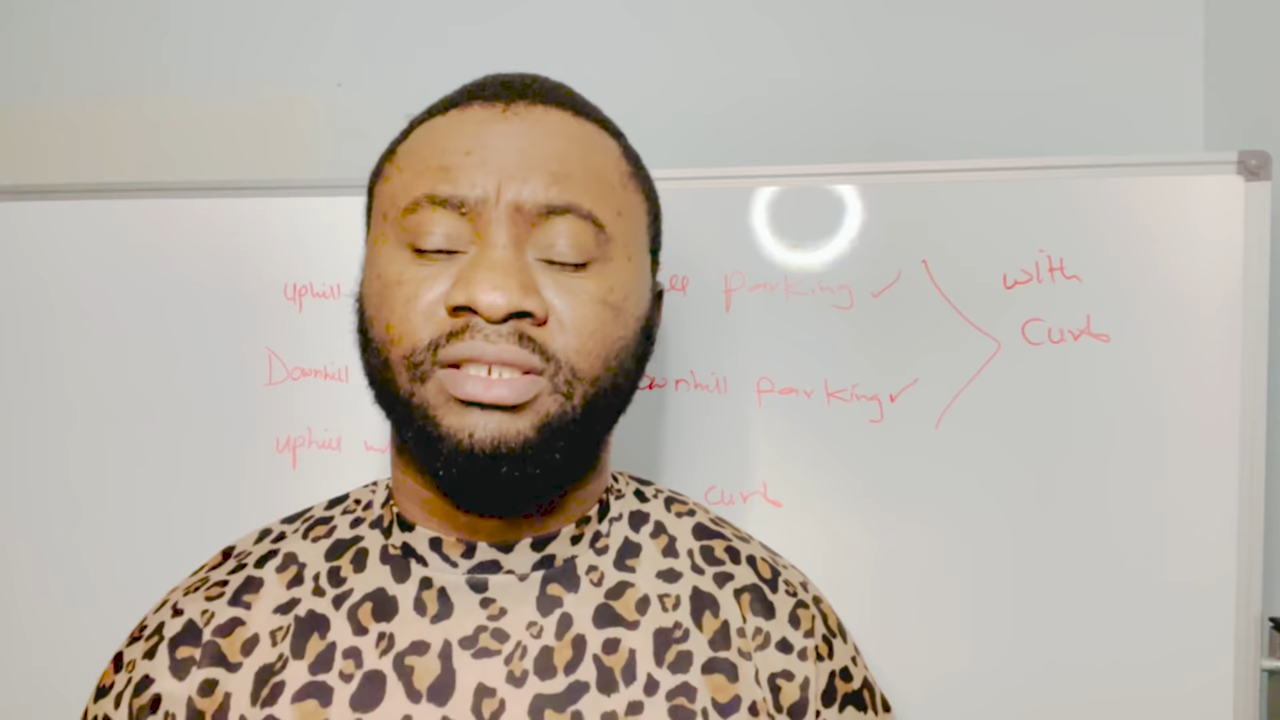 uphill parking ✓
Downhill ownhill parking ✓
with
Curb
uphill
curb